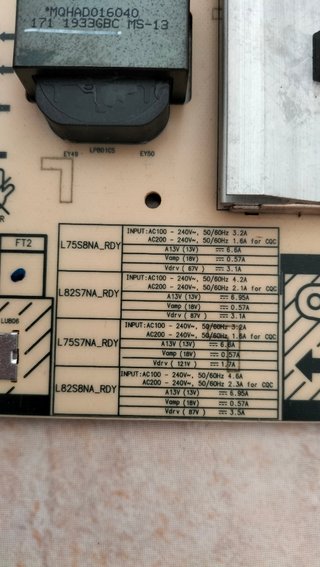 *MQHAD016040
171 1933GBC MS-13
EY49 LPB01CS EY50
R
FT2
LUB06
L75S8NA_RDY
INPUT:AC100 - 240V~, 50/60Hz 3.2A
AC200 - 240V~, 50/60Hz 1.6A for CQC
A13V (13V) ⎓ 6.6A
Vamp (18V) ⎓ 0.57A
Vdrv ( 67V) ⎓ 3.1A
L82S7NA_RDY
INPUT:AC100 - 240V~, 50/60Hz 4.2A
AC200 - 240V~, 50/60Hz 2.1A for CQC
A13V (13V) ⎓ 6.95A
Vamp (18V) ⎓ 0.57A
Vdrv ( 87V) ⎓ 3.1A
L75S7NA_RDY
INPUT:AC100 - 240V~, 50/60Hz 3.2A
AC200 - 240V~, 50/60Hz 1.6A for CQC
A13V (13V) ⎓ 6.6A
Vamp (18V) ⎓ 0.57A
Vdrv ( 121V) ⎓ 1.7A
L82S8NA_RDY
INPUT:AC100 - 240V~, 50/60Hz 4.6A
AC200 - 240V~, 50/60Hz 2.3A for CQC
A13V (13V) ⎓ 6.95A
Vamp (18V) ⎓ 0.57A
Vdrv ( 87V) ⎓ 3.5A